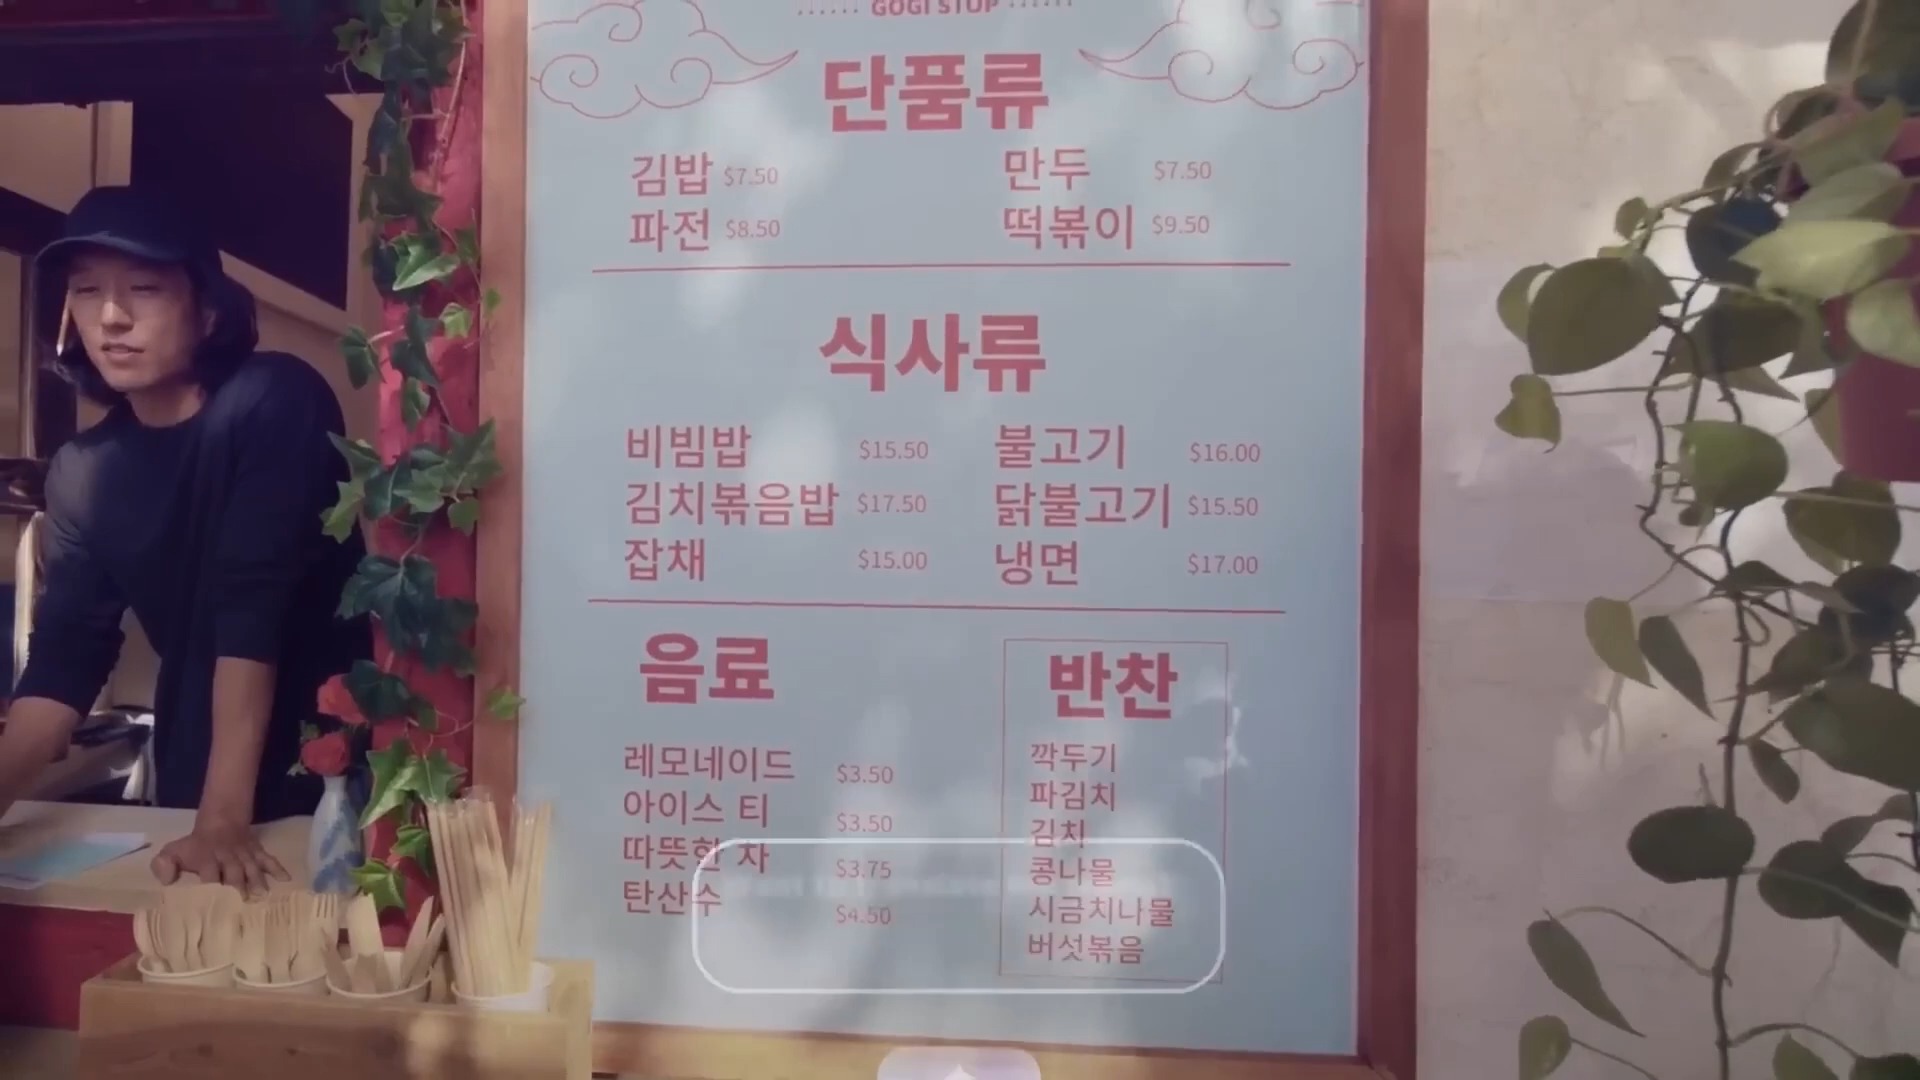 GOGI STOP
단품류
김밥 $7.50 만두 $7.50
파전 $8.50 떡볶이 $9.50
식사류
비빔밥 $15.50 불고기 $16.00
김치볶음밥 $17.50 닭불고기 $15.50
잡채 $15.00 냉면 $17.00
음료
레모네이드 $3.50
아이스 티 $3.50
따뜻한 차 $3.75
탄산수 $4.50
반찬
깍두기
파김치
김치
콩나물
시금치나물
버섯볶음